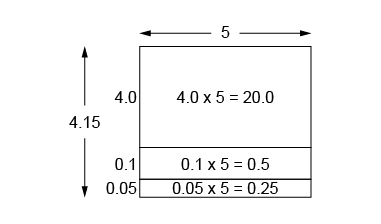 5
4.0 4.0 x 5 = 20.0
4.15
0.1 0.1 x 5 = 0.5
0.05 0.05 x 5 = 0.25